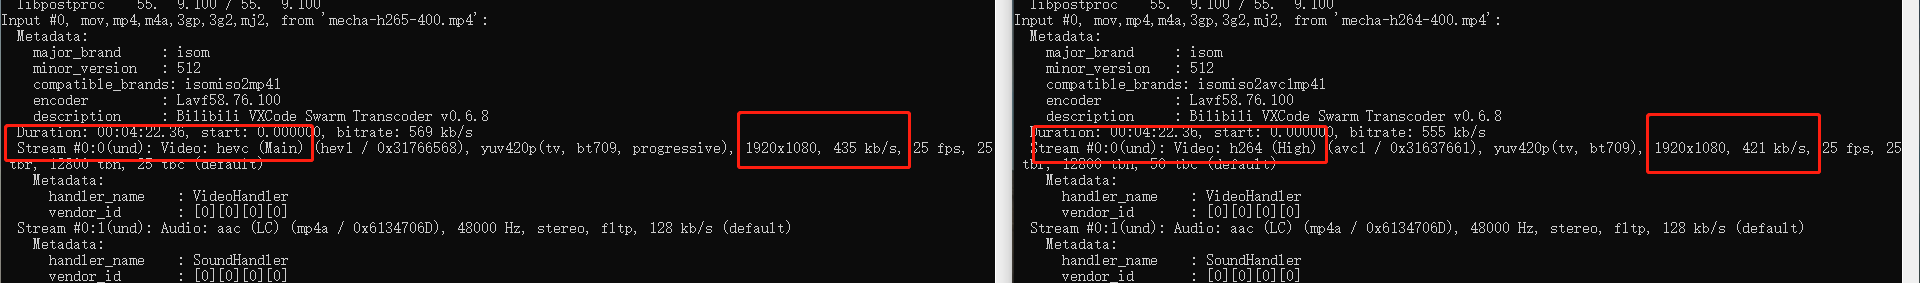 libpostproc 55. 9.100 / 55. 9.100
Input #0, mov,mp4,m4a,3gp,3g2,mj2, from 'mecha-h265-400.mp4':
Metadata:
major_brand : isom
minor_version : 512
compatible_brands: isomiso2mp41
encoder : Lavf58.76.100
description : Bilibili VXCode Swarm Transcoder v0.6.8
Duration: 00:04:22.36, start: 0.000000, bitrate: 569 kb/s
Stream #0:0(und): Video: hevc (Main) (hev1 / 0x31766568), yuv420p(tv, bt709, progressive), 1920x1080, 435 kb/s, 25 fps, 25
tbr, 12800 tbn, 25 tbc (default)
Metadata:
handler_name : VideoHandler
vendor_id : [0][0][0][0]
Stream #0:1(und): Audio: aac (LC) (mp4a / 0x6134706D), 48000 Hz, stereo, fltp, 128 kb/s (default)
Metadata:
handler_name : SoundHandler
vendor_id : [0][0][0][0]
libpostproc 55. 9.100 / 55. 9.100
Input #0, mov,mp4,m4a,3gp,3g2,mj2, from 'mecha-h264-400.mp4':
Metadata:
major_brand : isom
minor_version : 512
compatible_brands: isomiso2avc1mp41
encoder : Lavf58.76.100
description : Bilibili VXCode Swarm Transcoder v0.6.8
Duration: 00:04:22.36, start: 0.000000, bitrate: 555 kb/s
Stream #0:0(und): Video: h264 (High) (avc1 / 0x31637661), yuv420p(tv, bt709), 1920x1080, 421 kb/s, 25 fps, 25
tbr, 12800 tbn, 50 tbc (default)
Metadata:
handler_name : VideoHandler
vendor_id : [0][0][0][0]
Stream #0:1(und): Audio: aac (LC) (mp4a / 0x6134706D), 48000 Hz, stereo, fltp, 128 kb/s (default)
Metadata:
handler_name : SoundHandler
vendor_id : [0][0][0][0]